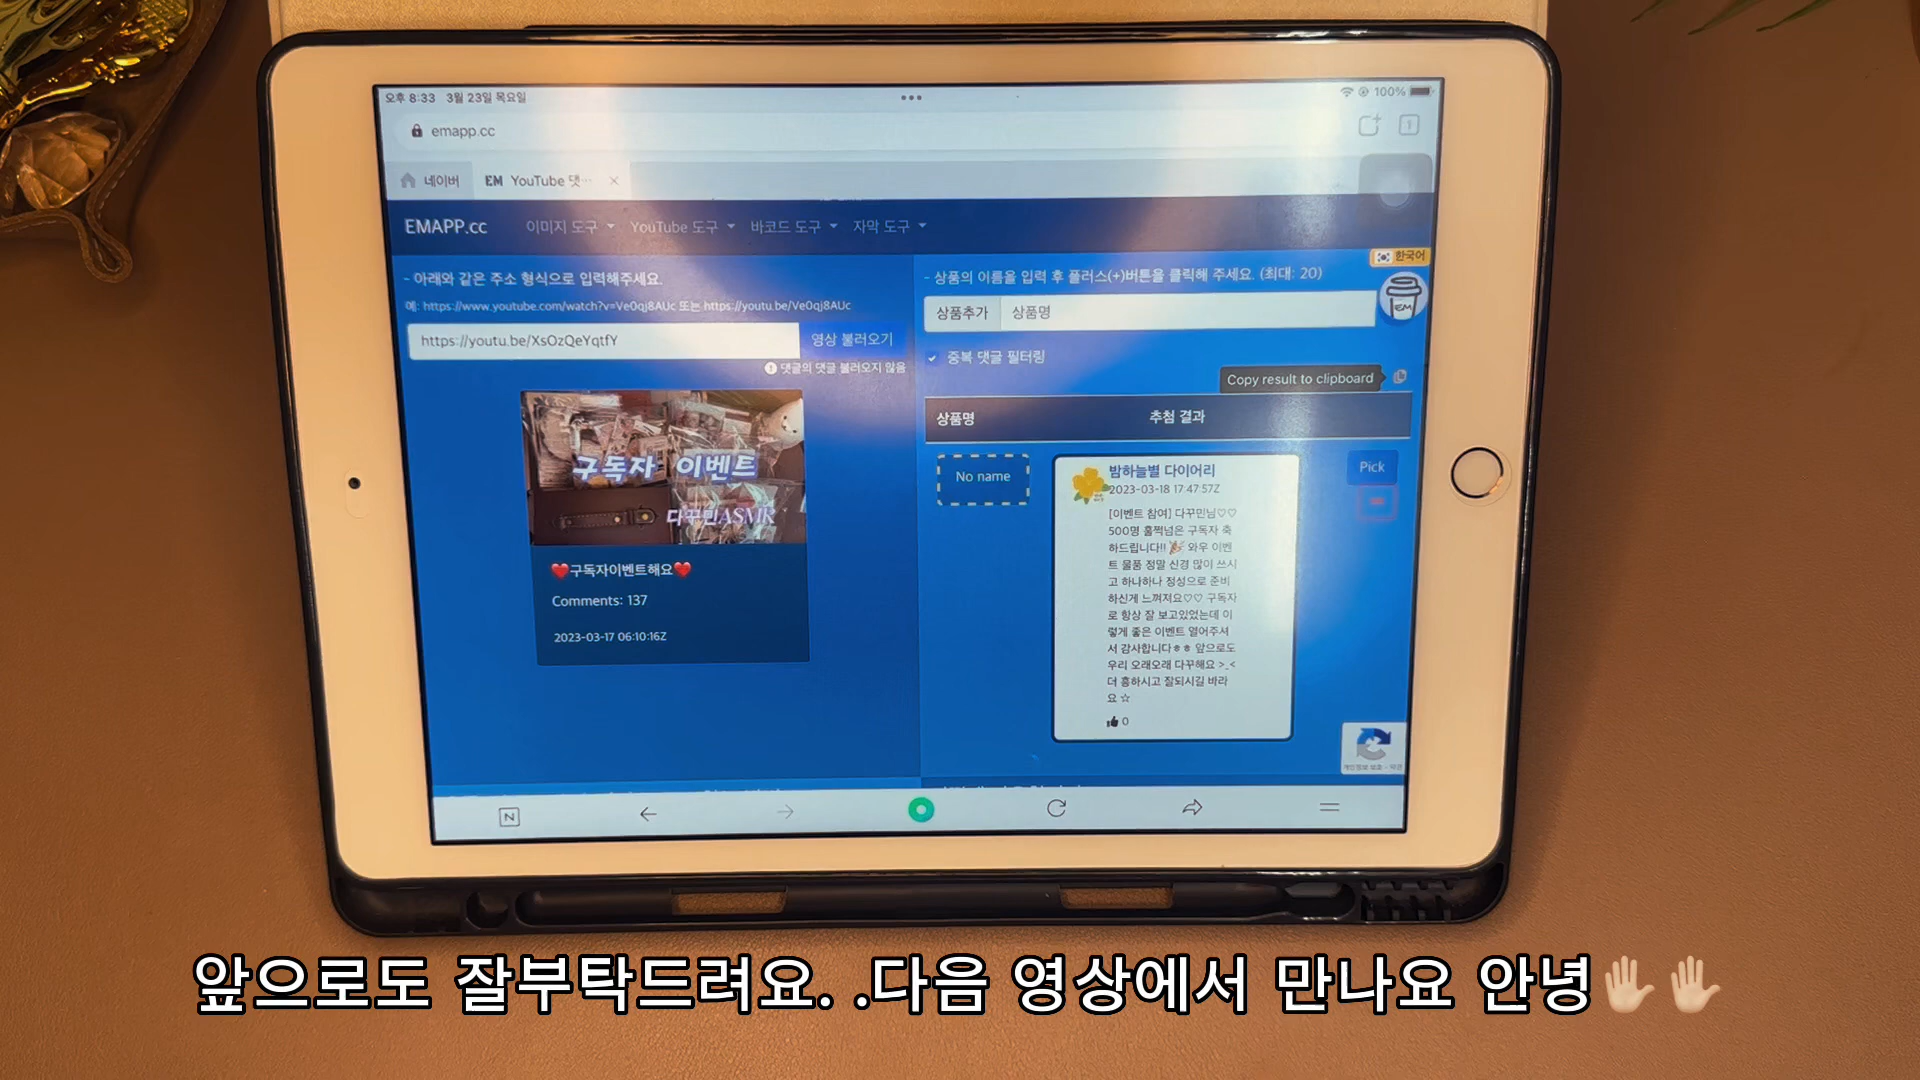 오후 8:33 3월 23일 목요일
100%
emapp.cc
1
네이버
EM YouTube 댓···
EMAPP.cc 이미지 도구 YouTube 도구 바코드 도구 자막 도구
한국어
- 아래와 같은 주소 형식으로 입력해주세요.
예: https://www.youtube.com/watch?v=Ve0qj8AUc 또는 https://youtu.be/Ve0qj8AUc
https://youtu.be/XsOzQeYqtfY 영상 불러오기
댓글의 댓글 불러오지 않음
구독자 이벤트
다꾸민ASMR
❤️구독자이벤트해요❤️
Comments: 137
2023-03-17 06:10:16Z
- 상품의 이름을 입력 후 플러스(+)버튼을 클릭해 주세요. (최대: 20)
상품추가 상품명
EM
중복 댓글 필터링
Copy result to clipboard
상품명 추첨 결과
No name
밤하늘별 다이어리
2023-03-18 17:47:57Z
[이벤트 참여] 다꾸민님♡♡
500명 훌쩍넘은 구독자 축
하드립니다!! 🎉 와우 이벤
트 물품 정말 신경 많이 쓰시
고 하나하나 정성으로 준비
하신게 느껴져요♡♡ 구독자
로 항상 잘 보고있었는데 이
렇게 좋은 이벤트 열어주셔
서 감사합니다ㅎㅎ 앞으로도
우리 오래오래 다꾸해요 >_<
더 흥하시고 잘되시길 바라
요 ☆
0
Pick
개인정보 보호 - 약관
N
앞으로도 잘부탁드려요. .다음 영상에서 만나요 안녕✋🏻✋🏻